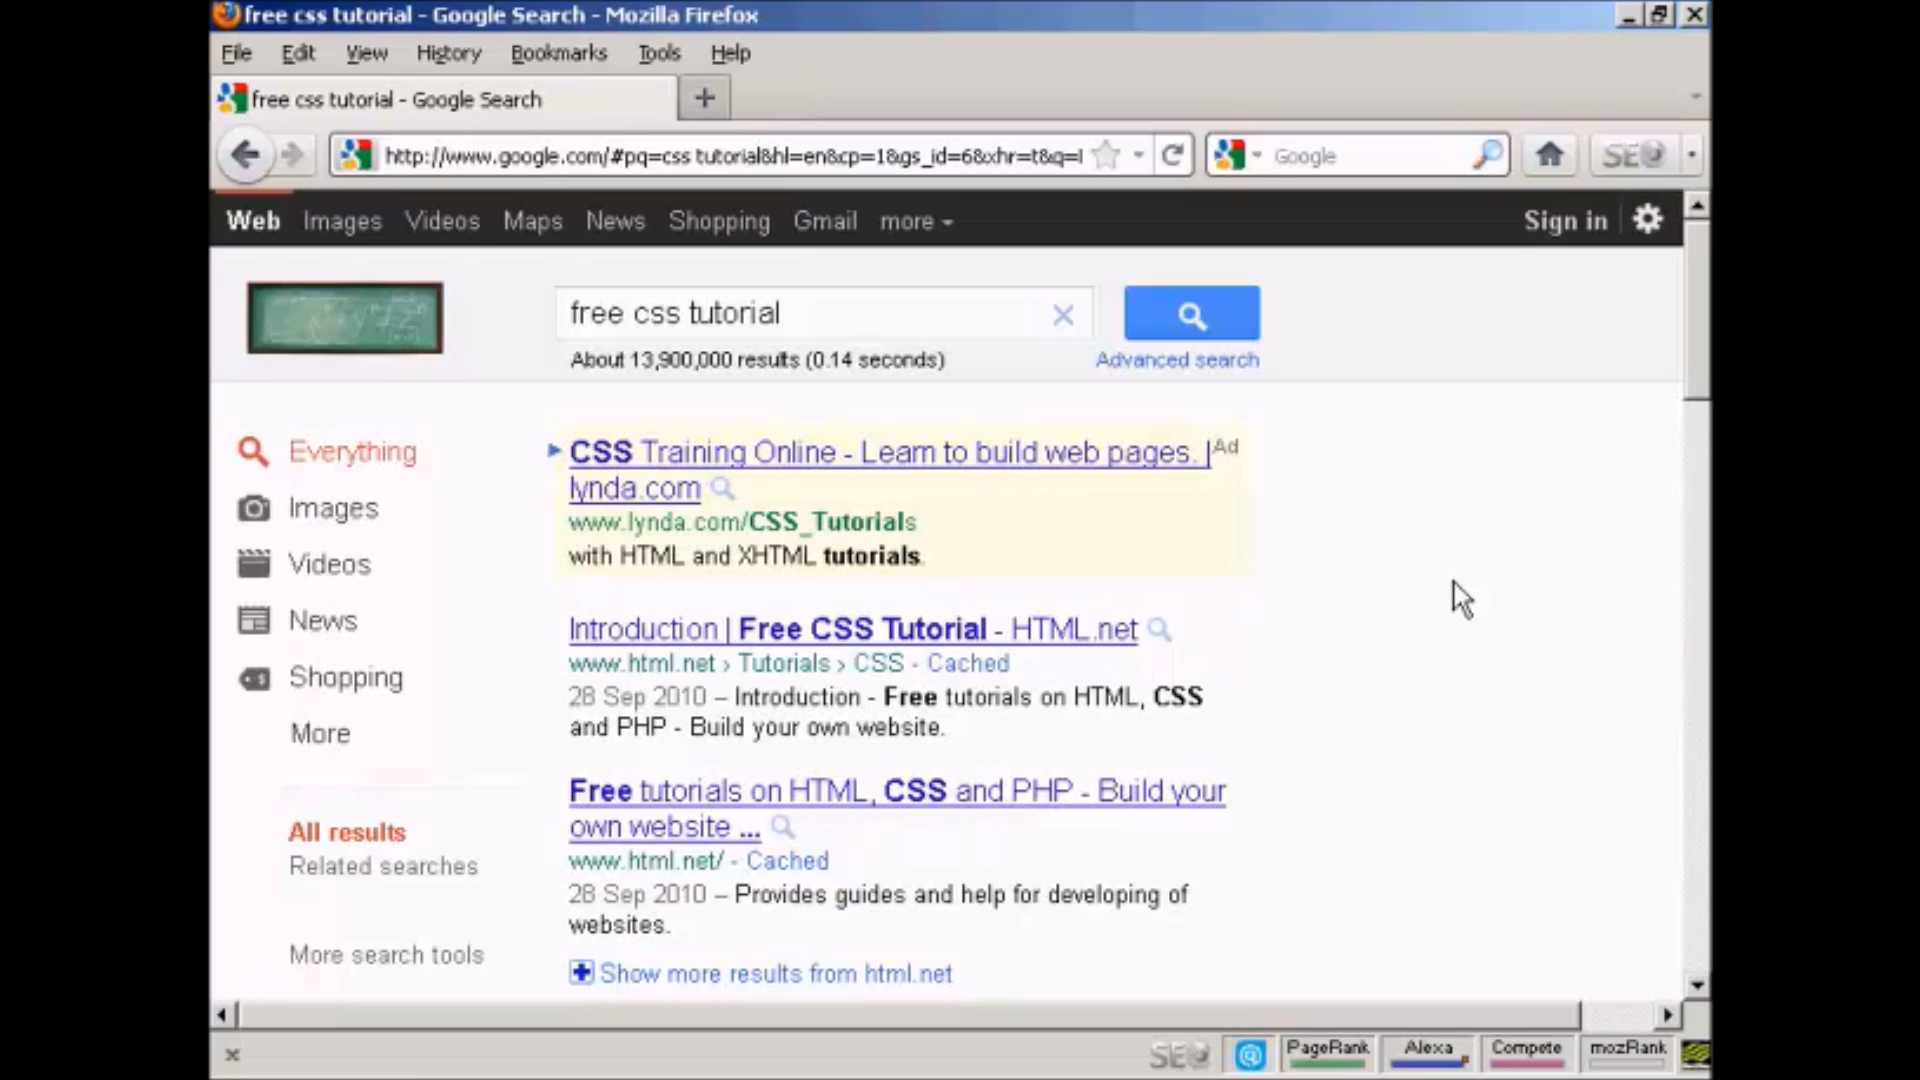 free css tutorial - Google Search - Mozilla Firefox
File Edit View History Bookmarks Tools Help
free css tutorial - Google Search
http://www.google.com/#pq=css tutorial&hl=en&cp=1&gs_id=6&xhr=t&q=
Google
SEO
Web Images Videos Maps News Shopping Gmail more
Sign in
free css tutorial
About 13,900,000 results (0.14 seconds)
Advanced search
Everything
Images
Videos
News
Shopping
More
All results
Related searches
More search tools
CSS Training Online - Learn to build web pages. |
Ad
lynda.com
www.lynda.com/CSS_Tutorials
with HTML and XHTML tutorials.
Introduction | Free CSS Tutorial - HTML.net
www.html.net › Tutorials › CSS - Cached
28 Sep 2010 – Introduction - Free tutorials on HTML, CSS
and PHP - Build your own website.
Free tutorials on HTML, CSS and PHP - Build your
own website ...
www.html.net/ - Cached
28 Sep 2010 – Provides guides and help for developing of
websites.
Show more results from html.net
SEO
PageRank
Alexa
Compete
mozRank